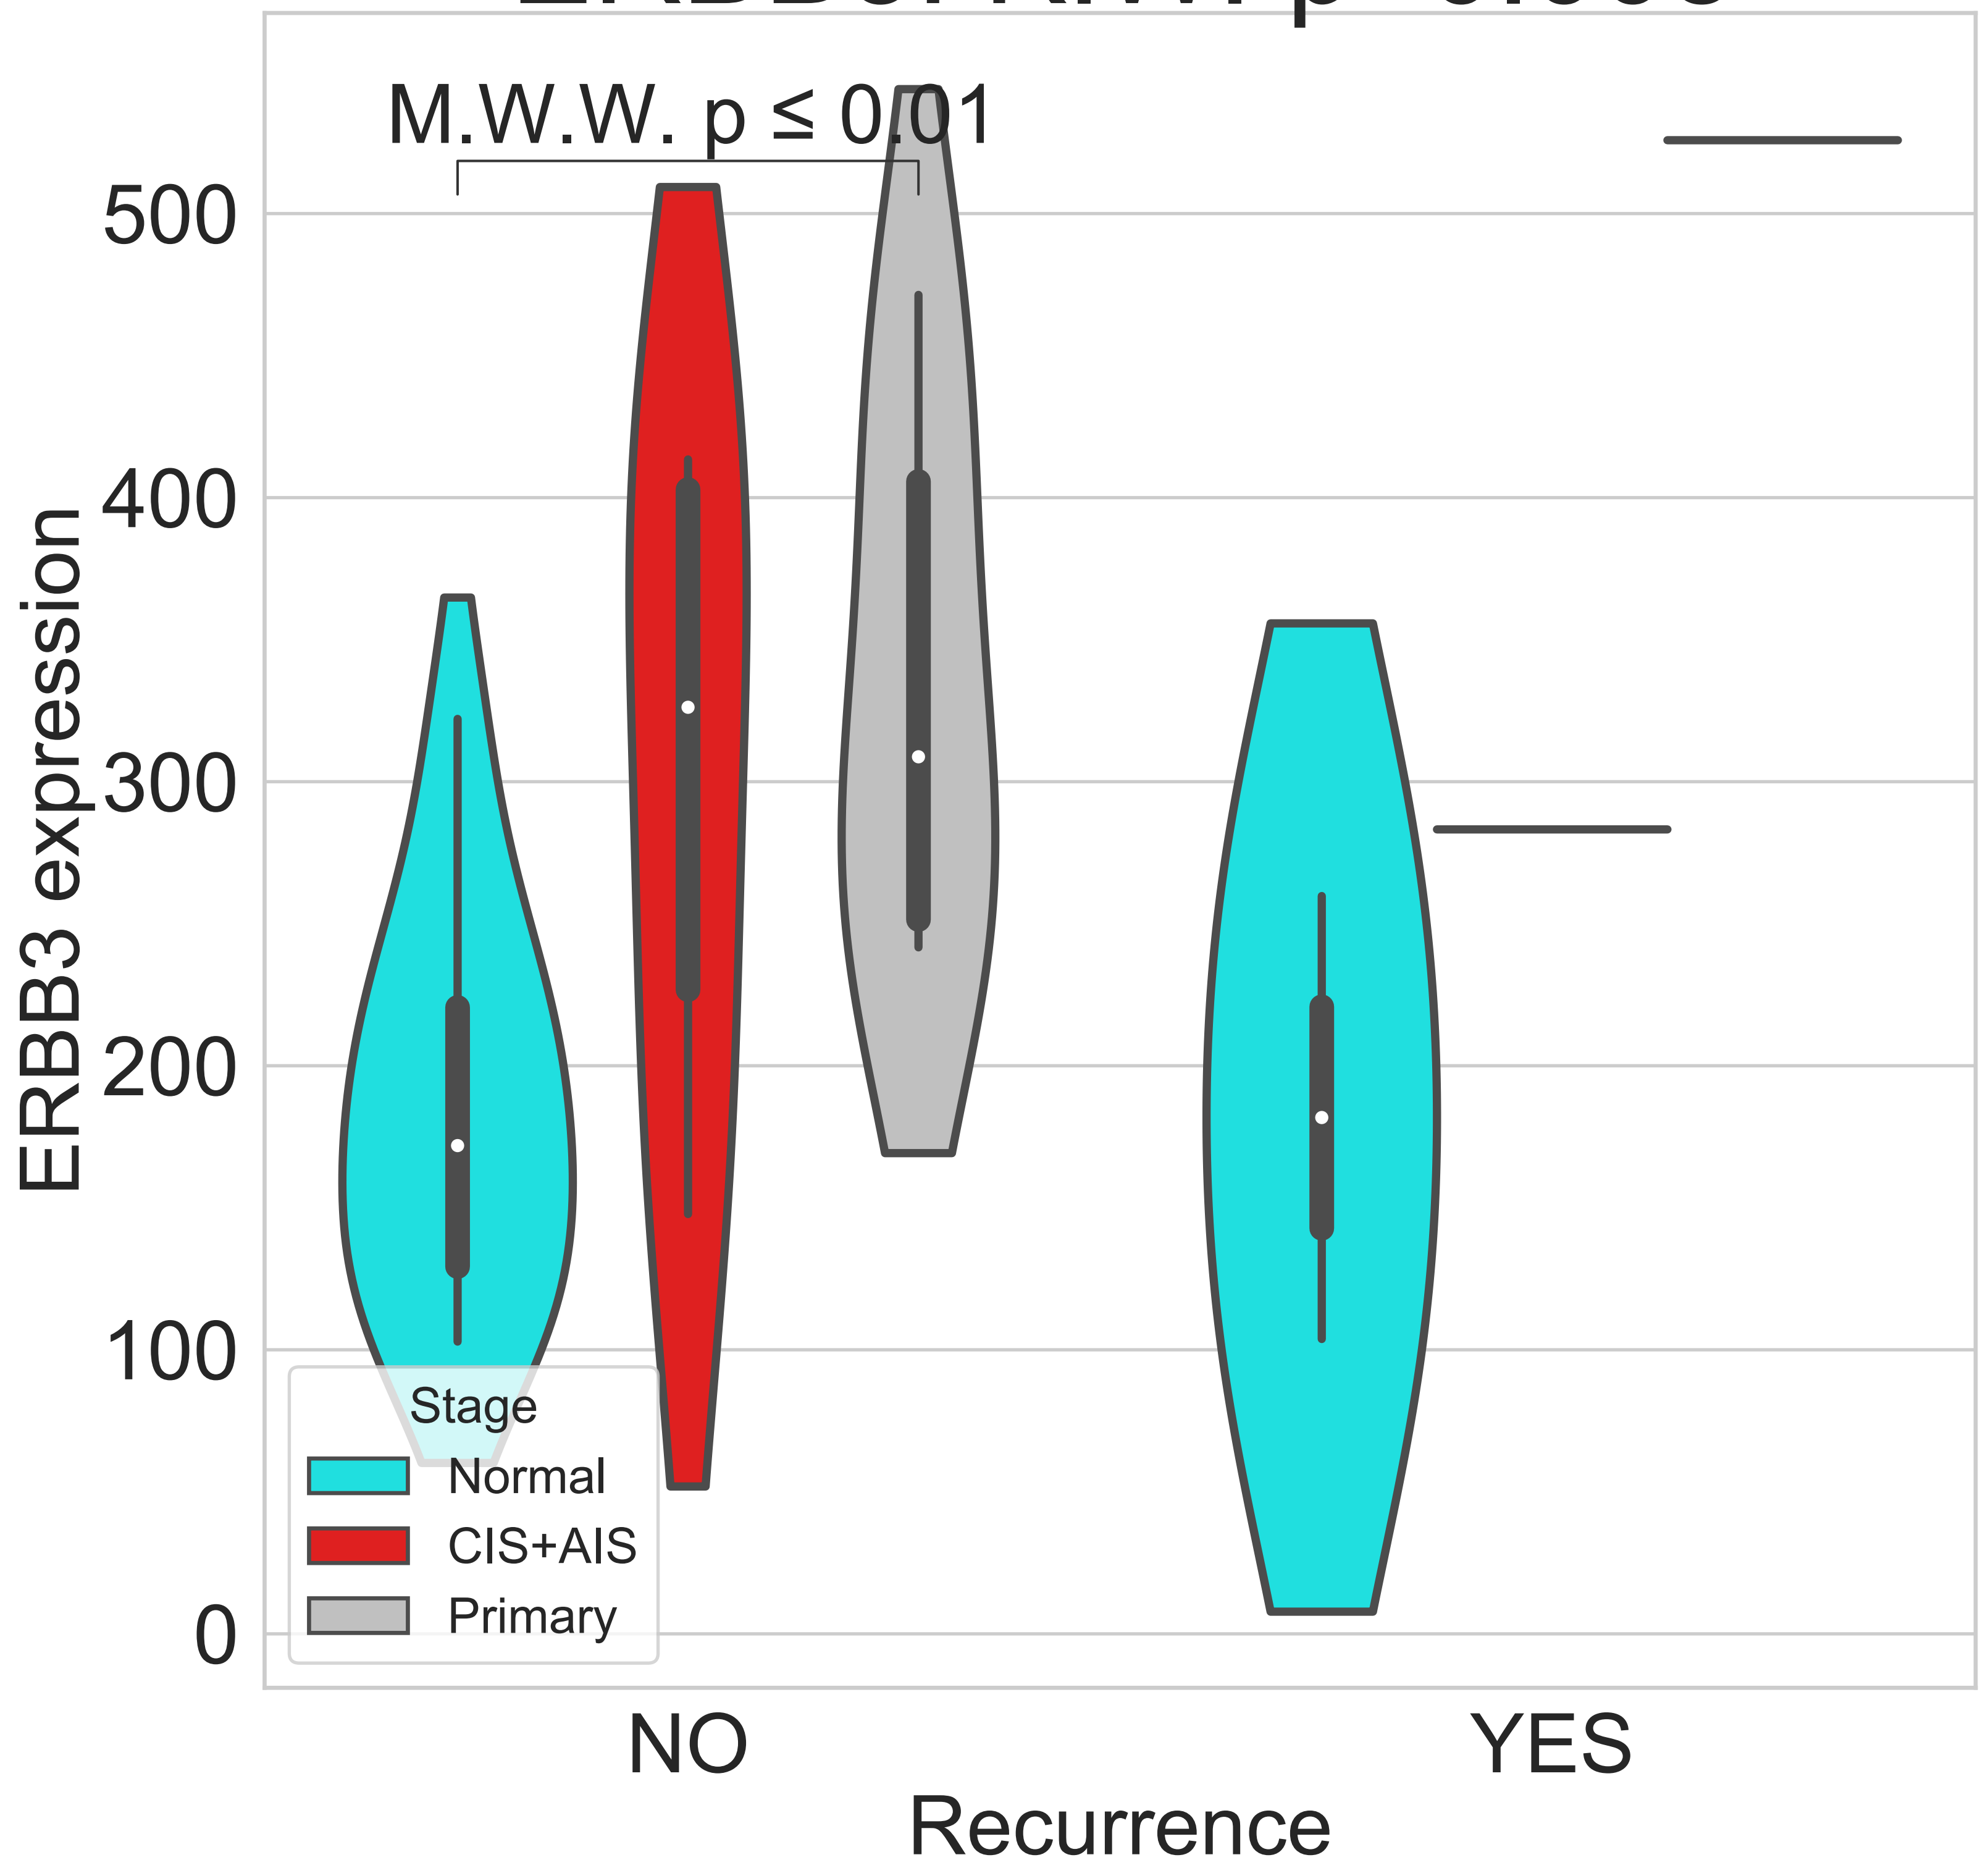 M.W.W. p ≤ 0.01
500
400
300
200
100
0
ERBB3 expression
Stage
Normal
CIS+AIS
Primary
NO
YES
Recurrence